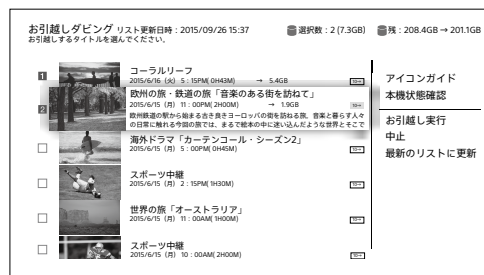 お引越しダビング リスト更新日時：2015/09/26 15:37 選択数：2 (7.3GB) 残：208.4GB → 201.1GB
お引越しするタイトルを選んでください。
1 コーラルリーフ
2015/6/16 (火) 5：15PM( 0H43M) → 5.4GB 10→
2 欧州の旅・鉄道の旅「音楽のある街を訪ねて」
2015/6/15 (月) 11：00PM( 2H00M) → 1.9GB 10→
欧州鉄道の駅から始まる古き良きヨーロッパの街を訪ねる旅。音楽と暮らす人々
の日常に触れる今回の旅では、まるで絵本の中に迷い込んだような世界とそこで
海外ドラマ「カーテンコール・シーズン2」
2015/6/15 (月) 5：00PM( 0H45M) 10→
スポーツ中継
2015/6/15 (月) 2：15PM( 1H30M) 10→
世界の旅「オーストラリア」
2015/6/15 (月) 11：00AM( 1H00M) 10→
スポーツ中継
2015/6/15 (月) 10：00AM( 2H00M) 10→
アイコンガイド
本機状態確認
お引越し実行
中止
最新のリストに更新